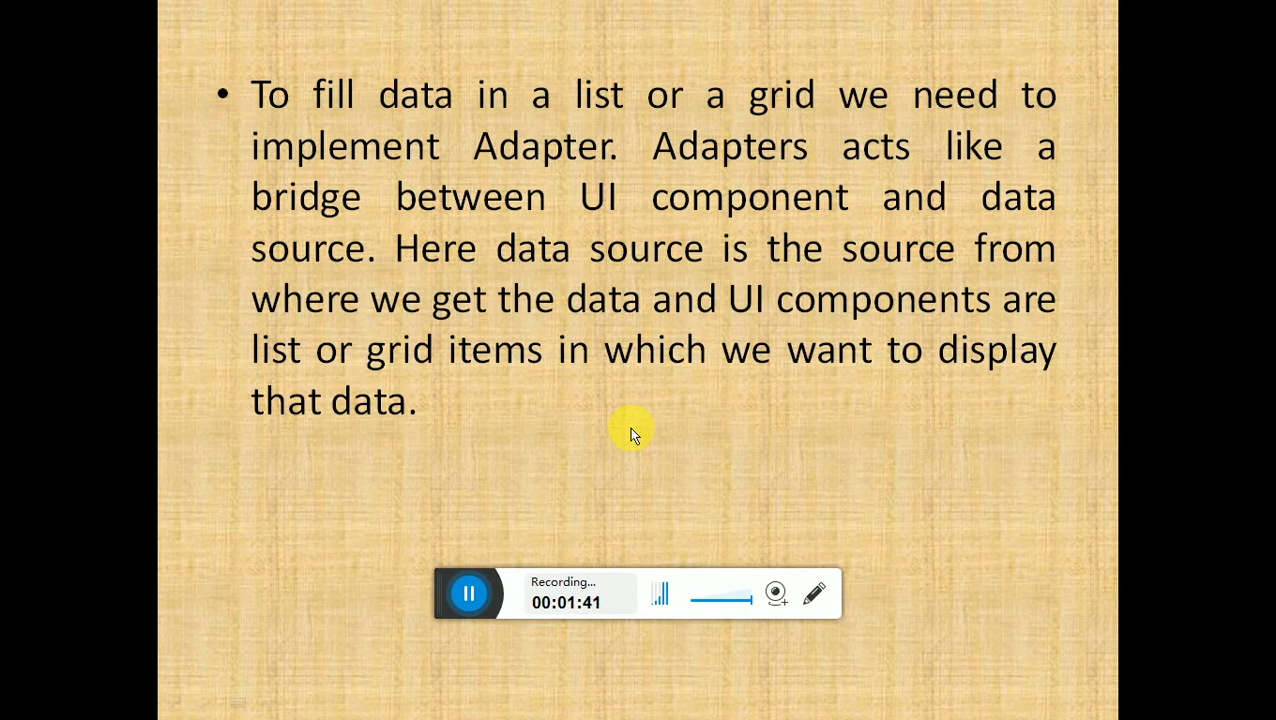 • To fill data in a list or a grid we need to
implement Adapter. Adapters acts like a
bridge between UI component and data
source. Here data source is the source from
where we get the data and UI components are
list or grid items in which we want to display
that data.
Recording...
00:01:41